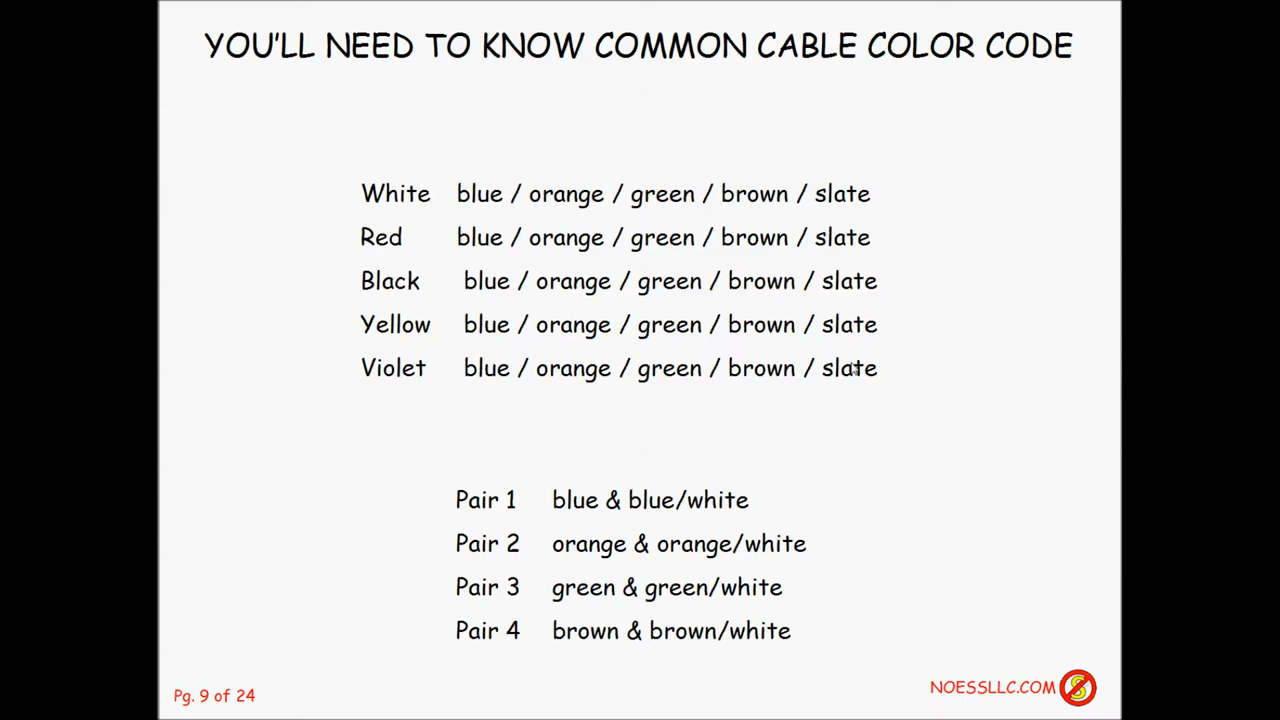 YOU'LL NEED TO KNOW COMMON CABLE COLOR CODE
White blue / orange / green / brown / slate
Red blue / orange / green / brown / slate
Black blue / orange / green / brown / slate
Yellow blue / orange / green / brown / slate
Violet blue / orange / green / brown / slate
Pair 1 blue & blue/white
Pair 2 orange & orange/white
Pair 3 green & green/white
Pair 4 brown & brown/white
Pg. 9 of 24
NOESSLLC.COM S